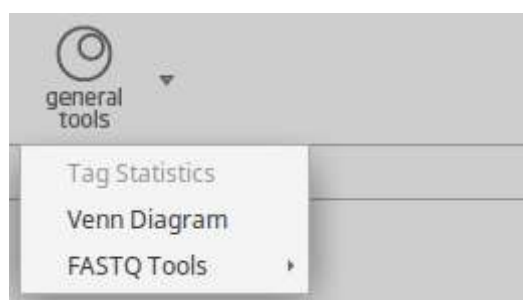 general
tools
Tag Statistics
Venn Diagram
FASTQ Tools